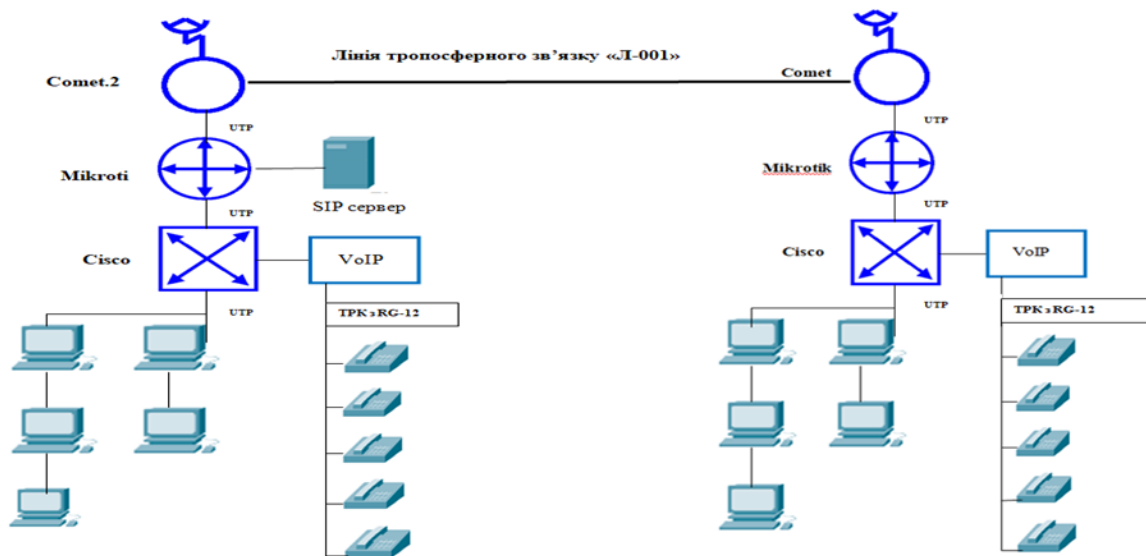 Лінія тропосферного зв’язку «Л-001»
Comet.2
Comet
UTP
UTP
Mikroti
Mikrotik
SIP сервер
UTP
UTP
Cisco
VoIP
Cisco
VoIP
UTP
ТРК з RG-12
UTP
ТРК з RG-12